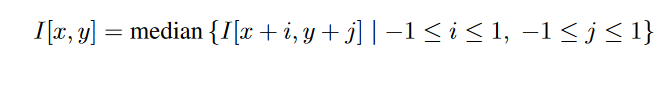 I[x, y] = median {I[x + i, y + j] | −1 ≤ i ≤ 1, −1 ≤ j ≤ 1}